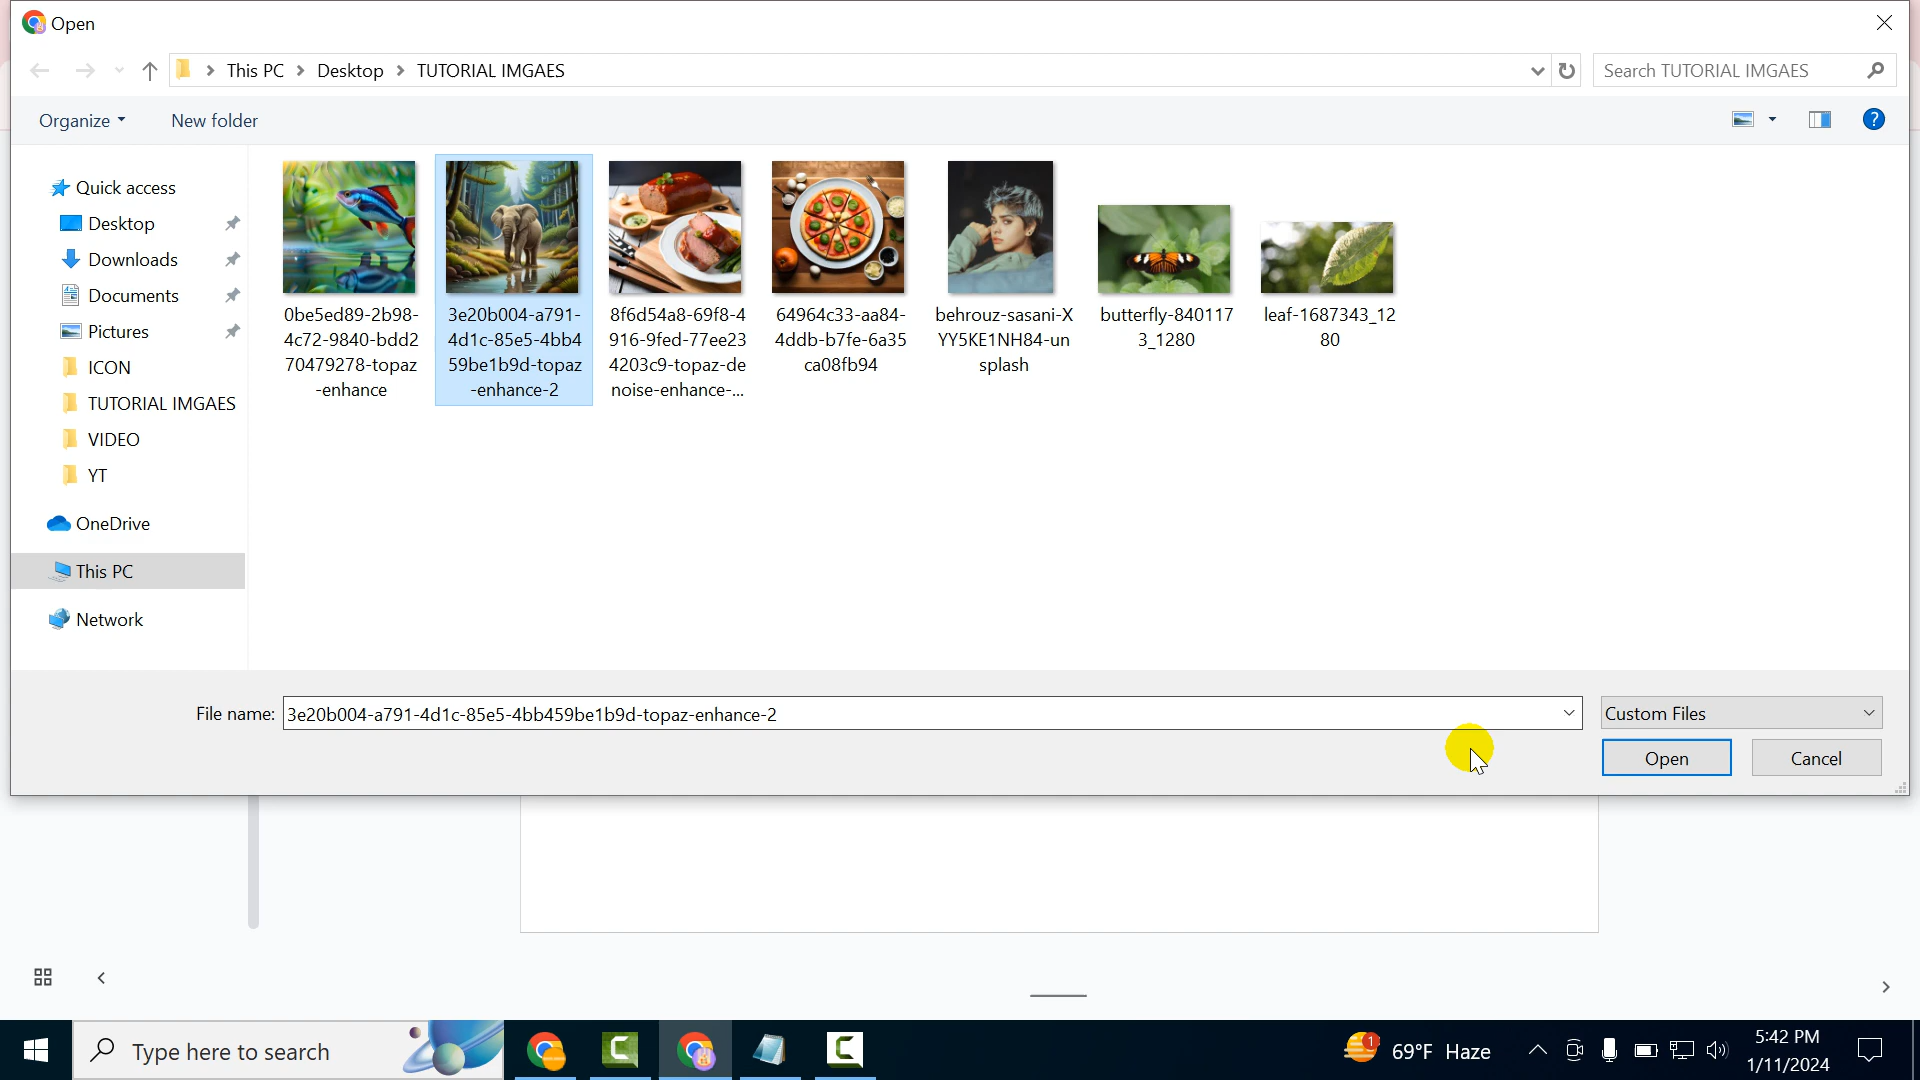 Open
This PC
Desktop
TUTORIAL IMGAES
Search TUTORIAL IMGAES
Organize
New folder
?
Quick access
Desktop
Downloads
Documents
Pictures
ICON
TUTORIAL IMGAES
VIDEO
YT
OneDrive
This PC
Network
0be5ed89-2b98-
4c72-9840-bdd2
70479278-topaz
-enhance
3e20b004-a791-
4d1c-85e5-4bb4
59be1b9d-topaz
-enhance-2
8f6d54a8-69f8-4
916-9fed-77ee23
4203c9-topaz-de
noise-enhance-...
64964c33-aa84-
4ddb-b7fe-6a35
ca08fb94
behrouz-sasani-X
YY5KE1NH84-un
splash
butterfly-840117
3_1280
leaf-1687343_12
80
File name: 3e20b004-a791-4d1c-85e5-4bb459be1b9d-topaz-enhance-2
Custom Files
Open
Cancel
Type here to search
1
69°F Haze
5:42 PM
1/11/2024